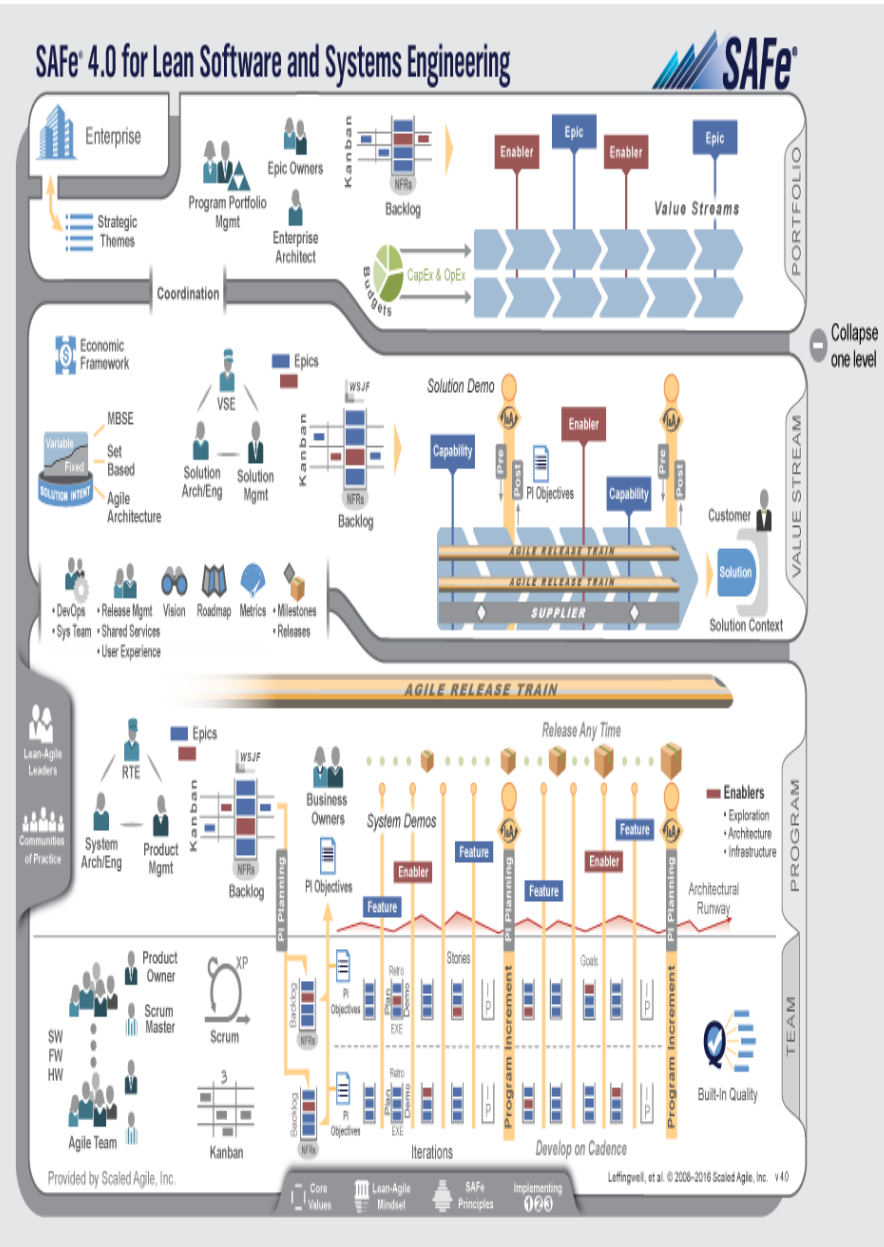 SAFe® 4.0 for Lean Software and Systems Engineering
SAFe®
Enterprise
Strategic
Themes
Program Portfolio
Mgmt
Epic Owners
Enterprise
Architect
Kanban
NFRs
Backlog
Enabler
Epic
Enabler
Epic
Value Streams
Budgets
CapEx & OpEx
PORTFOLIO
Coordination
Collapse
one level
Economic
Framework
MBSE
Set
Based
Agile
Architecture
Variable
Fixed
SOLUTION INTENT
VSE
Solution
Arch/Eng
Solution
Mgmt
Epics
Kanban
WSJF
NFRs
Backlog
Solution Demo
Capability
I&A
Pre
Post
PI Objectives
Enabler
Capability
I&A
Pre
Post
AGILE RELEASE TRAIN
AGILE RELEASE TRAIN
SUPPLIER
Customer
Solution
Solution Context
VALUE STREAM
• DevOps
• Sys Team
• Release Mgmt
• Shared Services
• User Experience
Vision
Roadmap
Metrics
• Milestones
• Releases
AGILE RELEASE TRAIN
Lean-Agile
Leaders
Communities
of Practice
RTE
System
Arch/Eng
Product
Mgmt
Epics
Kanban
WSJF
NFRs
Backlog
PI Planning
Business
Owners
PI Objectives
Release Any Time
System Demos
Feature
Enabler
Feature
I&A
PI Planning
Feature
Enabler
Feature
I&A
PI Planning
Enablers
• Exploration
• Architecture
• Infrastructure
Architectural
Runway
PROGRAM
Product
Owner
Scrum
Master
SW
FW
HW
Agile Team
XP
Scrum
3
Kanban
Backlog
NFRs
PI
Objectives
Plan
Retro
Demo
EXE
Stories
I
P
Program Increment
Goals
I
P
Program Increment
Backlog
NFRs
PI
Objectives
Plan
Retro
Demo
EXE
I
P
I
P
Iterations
Develop on Cadence
Built-In Quality
TEAM
Provided by Scaled Agile, Inc.
Leffingwell, et al. © 2008–2016 Scaled Agile, Inc. v 4.0
Core
Values
Lean-Agile
Mindset
SAFe
Principles
Implementing
1 2 3